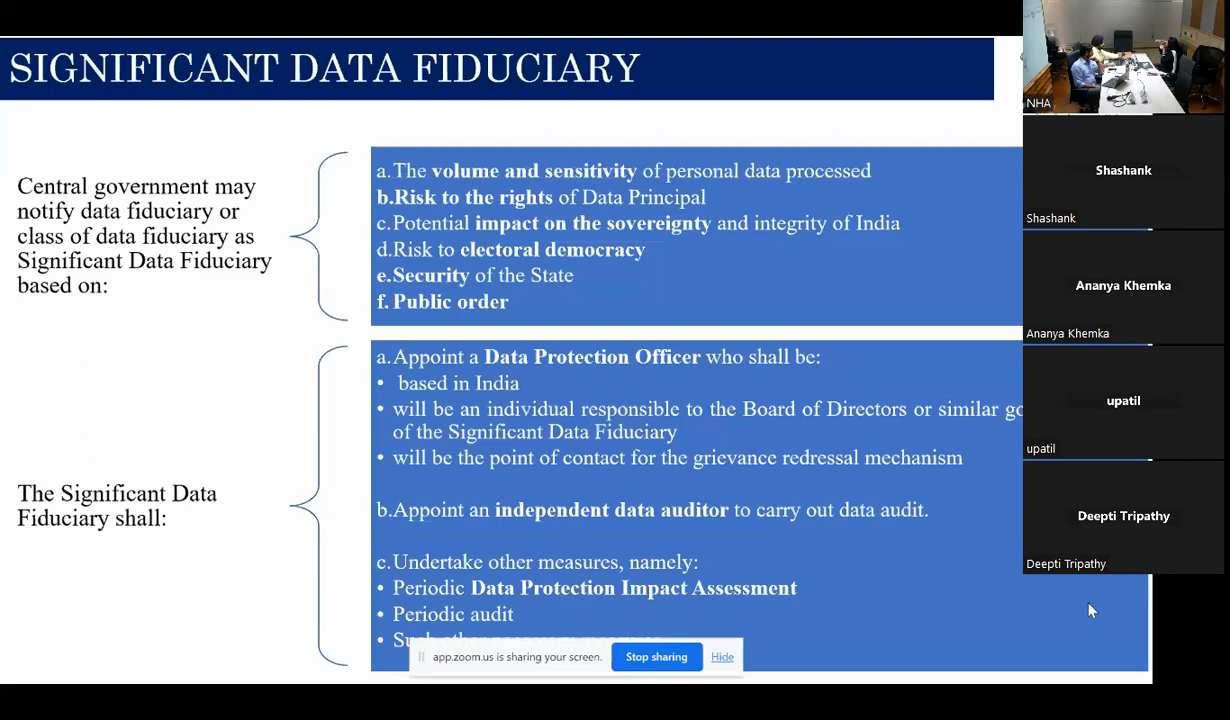 SIGNIFICANT DATA FIDUCIARY
Central government may
notify data fiduciary or
class of data fiduciary as
Significant Data Fiduciary
based on:
a.The volume and sensitivity of personal data processed
b.Risk to the rights of Data Principal
c.Potential impact on the sovereignty and integrity of India
d.Risk to electoral democracy
e.Security of the State
f. Public order
The Significant Data
Fiduciary shall:
a.Appoint a Data Protection Officer who shall be:
• based in India
• will be an individual responsible to the Board of Directors or similar
of the Significant Data Fiduciary
• will be the point of contact for the grievance redressal mechanism
b.Appoint an independent data auditor to carry out data audit.
c.Undertake other measures, namely:
• Periodic Data Protection Impact Assessment
• Periodic audit
•
app.zoom.us is sharing your screen. Stop sharing Hide
NHA
Shashank
Shashank
Ananya Khemka
Ananya Khemka
upatil
upatil
Deepti Tripathy
Deepti Tripathy